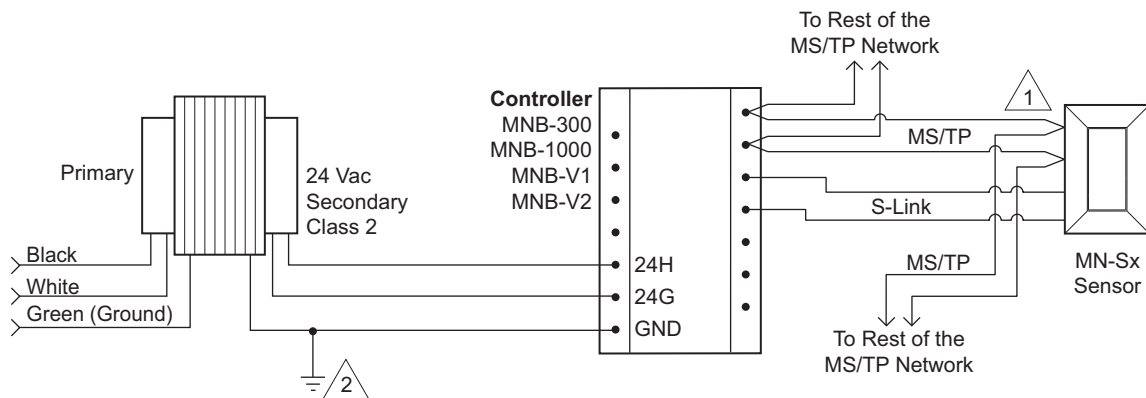 To Rest of the
MS/TP Network
Controller
MNB-300
MNB-1000
MNB-V1
MNB-V2
1
MS/TP
Primary
24 Vac
Secondary
Class 2
S-Link
Black
White
Green (Ground)
24H
24G
GND
MS/TP
MN-Sx
Sensor
To Rest of the
MS/TP Network
2